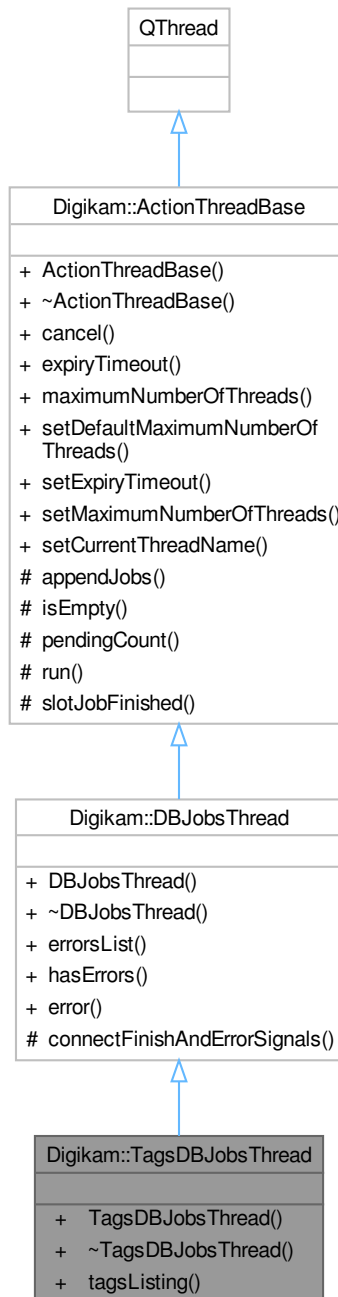 QThread
Digikam::ActionThreadBase
+ ActionThreadBase()
+ ~ActionThreadBase()
+ cancel()
+ expiryTimeout()
+ maximumNumberOfThreads()
+ setDefaultMaximumNumberOf
Threads()
+ setExpiryTimeout()
+ setMaximumNumberOfThreads()
+ setCurrentThreadName()
# appendJobs()
# isEmpty()
# pendingCount()
# run()
# slotJobFinished()
Digikam::DBJobsThread
+ DBJobsThread()
+ ~DBJobsThread()
+ errorsList()
+ hasErrors()
+ error()
# connectFinishAndErrorSignals()
Digikam::TagsDBJobsThread
+ TagsDBJobsThread()
+ ~TagsDBJobsThread()
+ tagsListing()